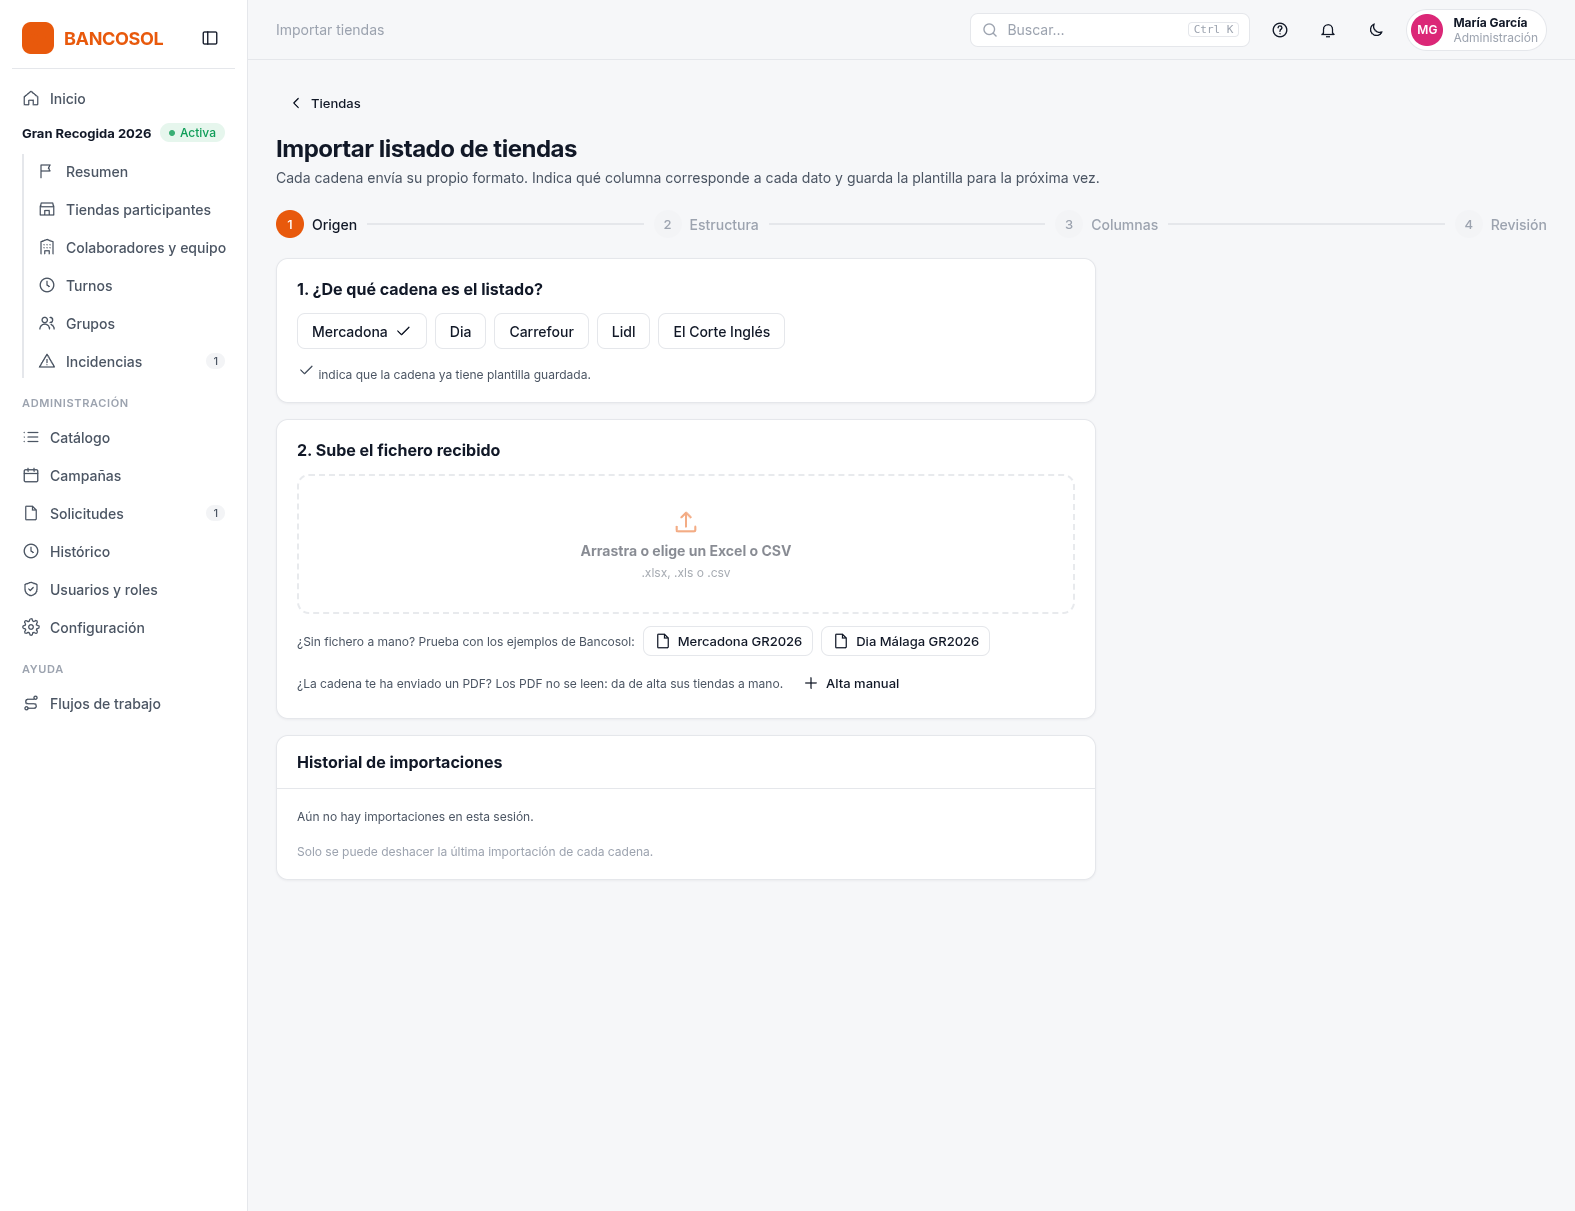 BANCOSOL
Importar tiendas
Buscar...
Ctrl K
MG
María García
Administración
Inicio
Gran Recogida 2026
Activa
Resumen
Tiendas participantes
Colaboradores y equipo
Turnos
Grupos
Incidencias
1
ADMINISTRACIÓN
Catálogo
Campañas
Solicitudes
1
Histórico
Usuarios y roles
Configuración
AYUDA
Flujos de trabajo
Tiendas
Importar listado de tiendas
Cada cadena envía su propio formato. Indica qué columna corresponde a cada dato y guarda la plantilla para la próxima vez.
1 Origen
2 Estructura
3 Columnas
4 Revisión
1. ¿De qué cadena es el listado?
Mercadona
Dia
Carrefour
Lidl
El Corte Inglés
indica que la cadena ya tiene plantilla guardada.
2. Sube el fichero recibido
Arrastra o elige un Excel o CSV
.xlsx, .xls o .csv
¿Sin fichero a mano? Prueba con los ejemplos de Bancosol:
Mercadona GR2026
Dia Málaga GR2026
¿La cadena te ha enviado un PDF? Los PDF no se leen: da de alta sus tiendas a mano.
Alta manual
Historial de importaciones
Aún no hay importaciones en esta sesión.
Solo se puede deshacer la última importación de cada cadena.